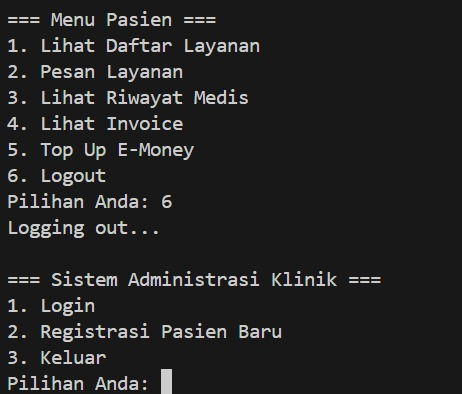 === Menu Pasien ===
1. Lihat Daftar Layanan
2. Pesan Layanan
3. Lihat Riwayat Medis
4. Lihat Invoice
5. Top Up E-Money
6. Logout
Pilihan Anda: 6
Logging out...

=== Sistem Administrasi Klinik ===
1. Login
2. Registrasi Pasien Baru
3. Keluar
Pilihan Anda: